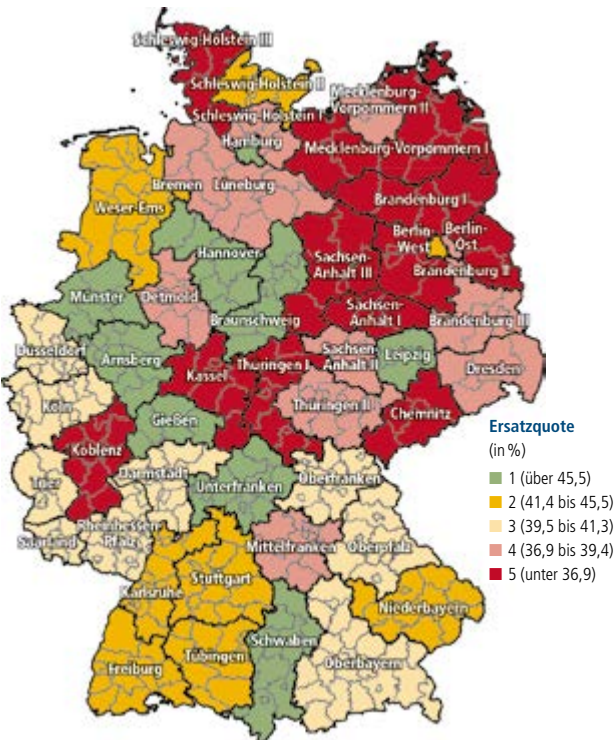 Schleswig-Holstein III
Schleswig-Holstein II
Mecklenburg-
Vorpommern II
Schleswig-Holstein I
Hamburg
Mecklenburg-Vorpommern I
Bremen
Lüneburg
Brandenburg I
Weser-Ems
Berlin-
West
Berlin-
Ost
Hannover
Sachsen-
Anhalt III
Brandenburg II
Münster
Detmold
Braunschweig
Sachsen-
Anhalt I
Brandenburg III
Düsseldorf
Arnsberg
Kassel
Thüringen I
Sachsen-
Anhalt II
Leipzig
Dresden
Köln
Gießen
Thüringen II
Chemnitz
Koblenz
Trier
Darmstadt
Unterfranken
Oberfranken
Saarland
Rheinhessen-
Pfalz
Mittelfranken
Oberpfalz
Karlsruhe
Stuttgart
Niederbayern
Freiburg
Tübingen
Schwaben
Oberbayern
Ersatzquote
(in %)
1 (über 45,5)
2 (41,4 bis 45,5)
3 (39,5 bis 41,3)
4 (36,9 bis 39,4)
5 (unter 36,9)